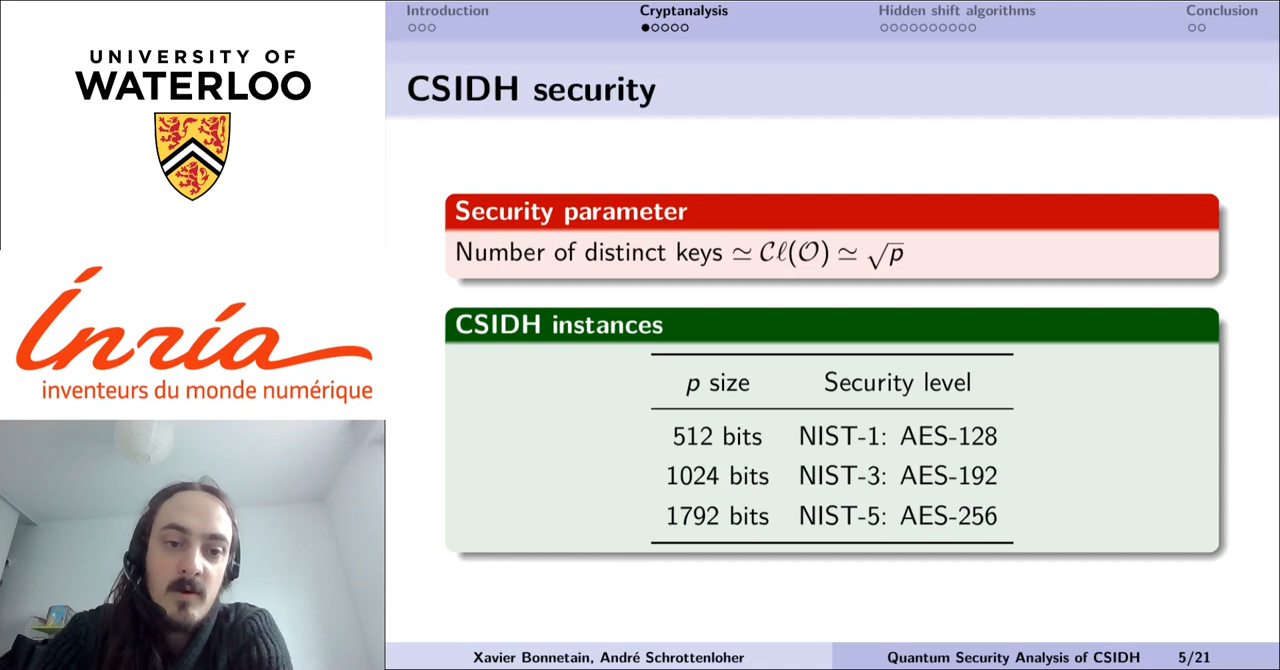 UNIVERSITY OF
WATERLOO
Inría
inventeurs du monde numérique
Introduction
Cryptanalysis
Hidden shift algorithms
Conclusion
CSIDH security
Security parameter
Number of distinct keys ≃ 𝒞ℓ(𝒪) ≃ √p
CSIDH instances
p size Security level
512 bits NIST-1: AES-128
1024 bits NIST-3: AES-192
1792 bits NIST-5: AES-256
Xavier Bonnetain, André Schrottenloher
Quantum Security Analysis of CSIDH 5/21